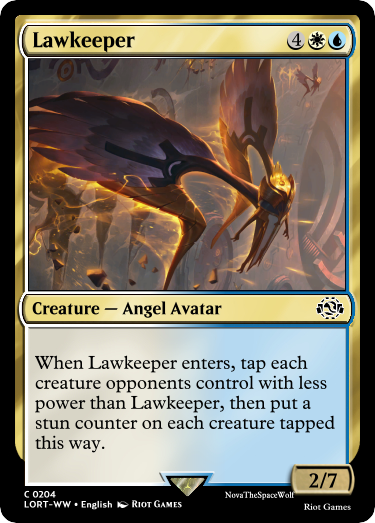 Lawkeeper 4
Creature — Angel Avatar
When Lawkeeper enters, tap each
creature opponents control with less
power than Lawkeeper, then put a
stun counter on each creature tapped
this way.
2/7
C 0204
LORT-WW • English RIOT GAMES
NovaTheSpaceWolf
Riot Games